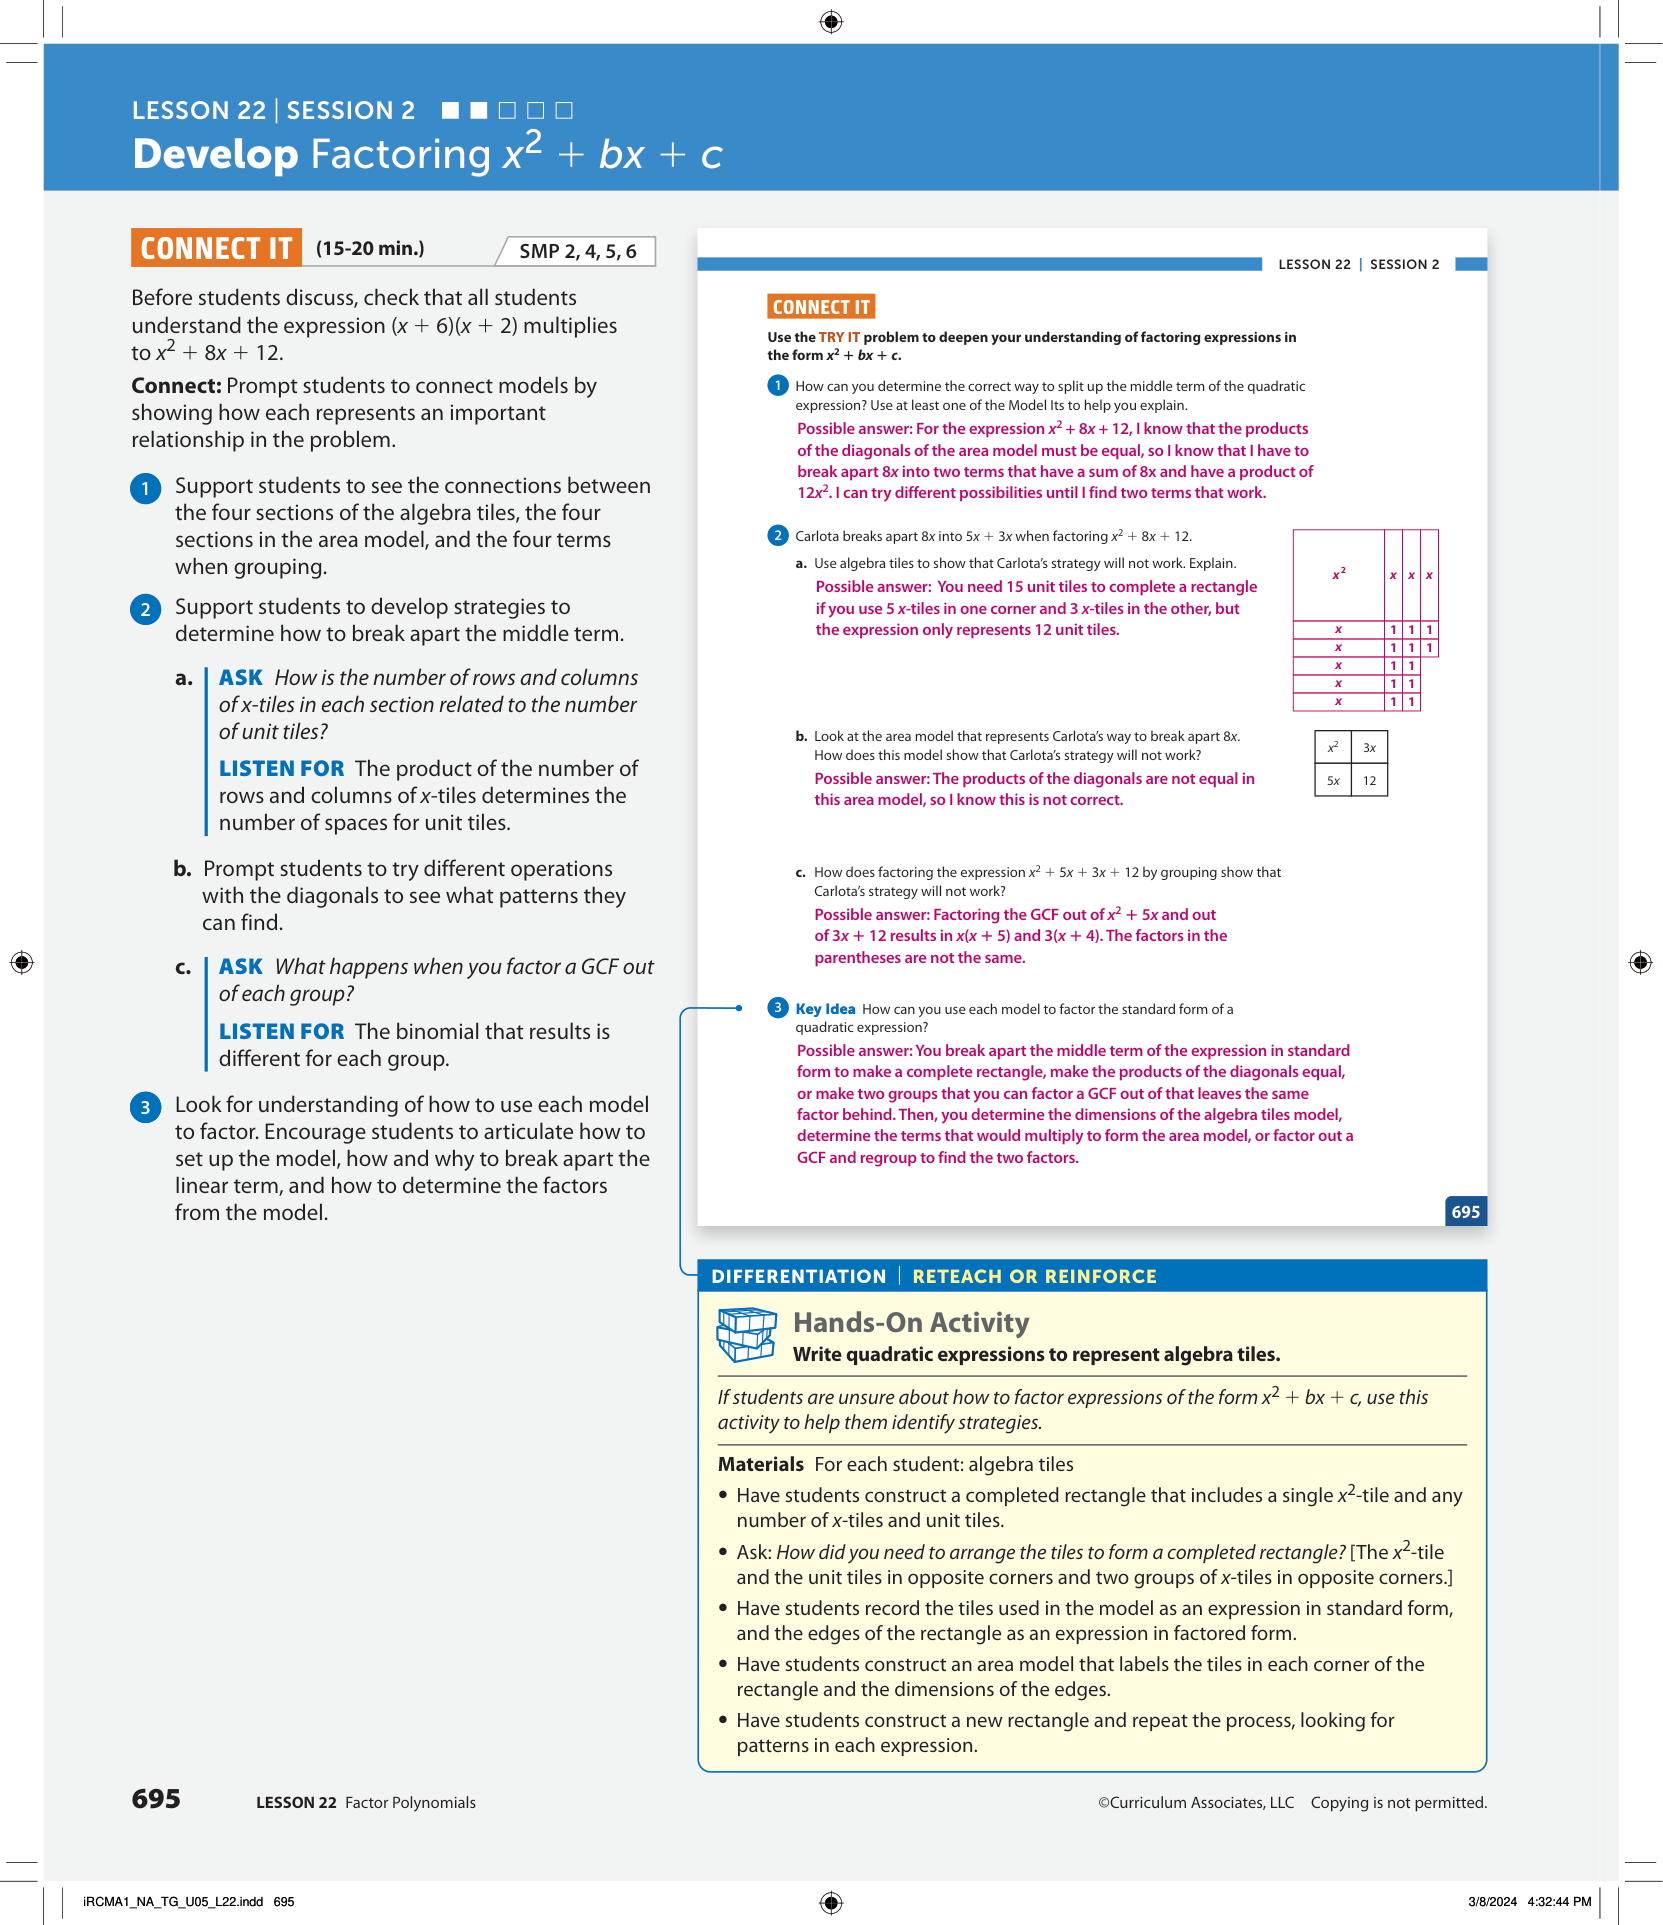 LESSON 22 | SESSION 2
Develop Factoring x² + bx + c
CONNECT IT (15-20 min.) SMP 2, 4, 5, 6
Before students discuss, check that all students
understand the expression (x + 6)(x + 2) multiplies
to x² + 8x + 12.
Connect: Prompt students to connect models by
showing how each represents an important
relationship in the problem.
1 Support students to see the connections between
the four sections of the algebra tiles, the four
sections in the area model, and the four terms
when grouping.
2 Support students to develop strategies to
determine how to break apart the middle term.
a. ASK How is the number of rows and columns
of x-tiles in each section related to the number
of unit tiles?
LISTEN FOR The product of the number of
rows and columns of x-tiles determines the
number of spaces for unit tiles.
b. Prompt students to try different operations
with the diagonals to see what patterns they
can find.
c. ASK What happens when you factor a GCF out
of each group?
LISTEN FOR The binomial that results is
different for each group.
3 Look for understanding of how to use each model
to factor. Encourage students to articulate how to
set up the model, how and why to break apart the
linear term, and how to determine the factors
from the model.
LESSON 22 | SESSION 2
CONNECT IT
Use the TRY IT problem to deepen your understanding of factoring expressions in
the form x² + bx + c.
1 How can you determine the correct way to split up the middle term of the quadratic
expression? Use at least one of the Model Its to help you explain.
Possible answer: For the expression x² + 8x + 12, I know that the products
of the diagonals of the area model must be equal, so I know that I have to
break apart 8x into two terms that have a sum of 8x and have a product of
12x². I can try different possibilities until I find two terms that work.
2 Carlota breaks apart 8x into 5x + 3x when factoring x² + 8x + 12.
a. Use algebra tiles to show that Carlota's strategy will not work. Explain.
Possible answer: You need 15 unit tiles to complete a rectangle
if you use 5 x-tiles in one corner and 3 x-tiles in the other, but
the expression only represents 12 unit tiles.
x² x x x
x 1 1 1
x 1 1 1
x 1 1
x 1 1
x 1 1
b. Look at the area model that represents Carlota's way to break apart 8x.
How does this model show that Carlota's strategy will not work?
Possible answer: The products of the diagonals are not equal in
this area model, so I know this is not correct.
x² 3x
5x 12
c. How does factoring the expression x² + 5x + 3x + 12 by grouping show that
Carlota's strategy will not work?
Possible answer: Factoring the GCF out of x² + 5x and out
of 3x + 12 results in x(x + 5) and 3(x + 4). The factors in the
parentheses are not the same.
3 Key Idea How can you use each model to factor the standard form of a
quadratic expression?
Possible answer: You break apart the middle term of the expression in standard
form to make a complete rectangle, make the products of the diagonals equal,
or make two groups that you can factor a GCF out of that leaves the same
factor behind. Then, you determine the dimensions of the algebra tiles model,
determine the terms that would multiply to form the area model, or factor out a
GCF and regroup to find the two factors.
695
DIFFERENTIATION | RETEACH OR REINFORCE
Hands-On Activity
Write quadratic expressions to represent algebra tiles.
If students are unsure about how to factor expressions of the form x² + bx + c, use this
activity to help them identify strategies.
Materials For each student: algebra tiles
• Have students construct a completed rectangle that includes a single x²-tile and any
number of x-tiles and unit tiles.
• Ask: How did you need to arrange the tiles to form a completed rectangle? [The x²-tile
and the unit tiles in opposite corners and two groups of x-tiles in opposite corners.]
• Have students record the tiles used in the model as an expression in standard form,
and the edges of the rectangle as an expression in factored form.
• Have students construct an area model that labels the tiles in each corner of the
rectangle and the dimensions of the edges.
• Have students construct a new rectangle and repeat the process, looking for
patterns in each expression.
695 LESSON 22 Factor Polynomials ©Curriculum Associates, LLC Copying is not permitted.
iRCMA1_NA_TG_U05_L22.indd 695 3/8/2024 4:32:44 PM